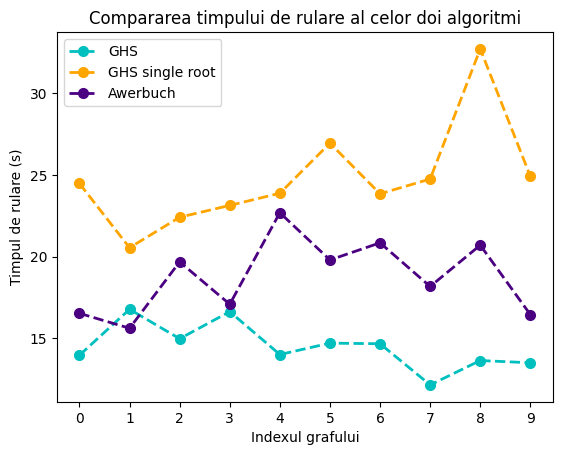 Compararea timpului de rulare al celor doi algoritmi
GHS
GHS single root
Awerbuch
Timpul de rulare (s)
30
25
20
15
0 1 2 3 4 5 6 7 8 9
Indexul grafului